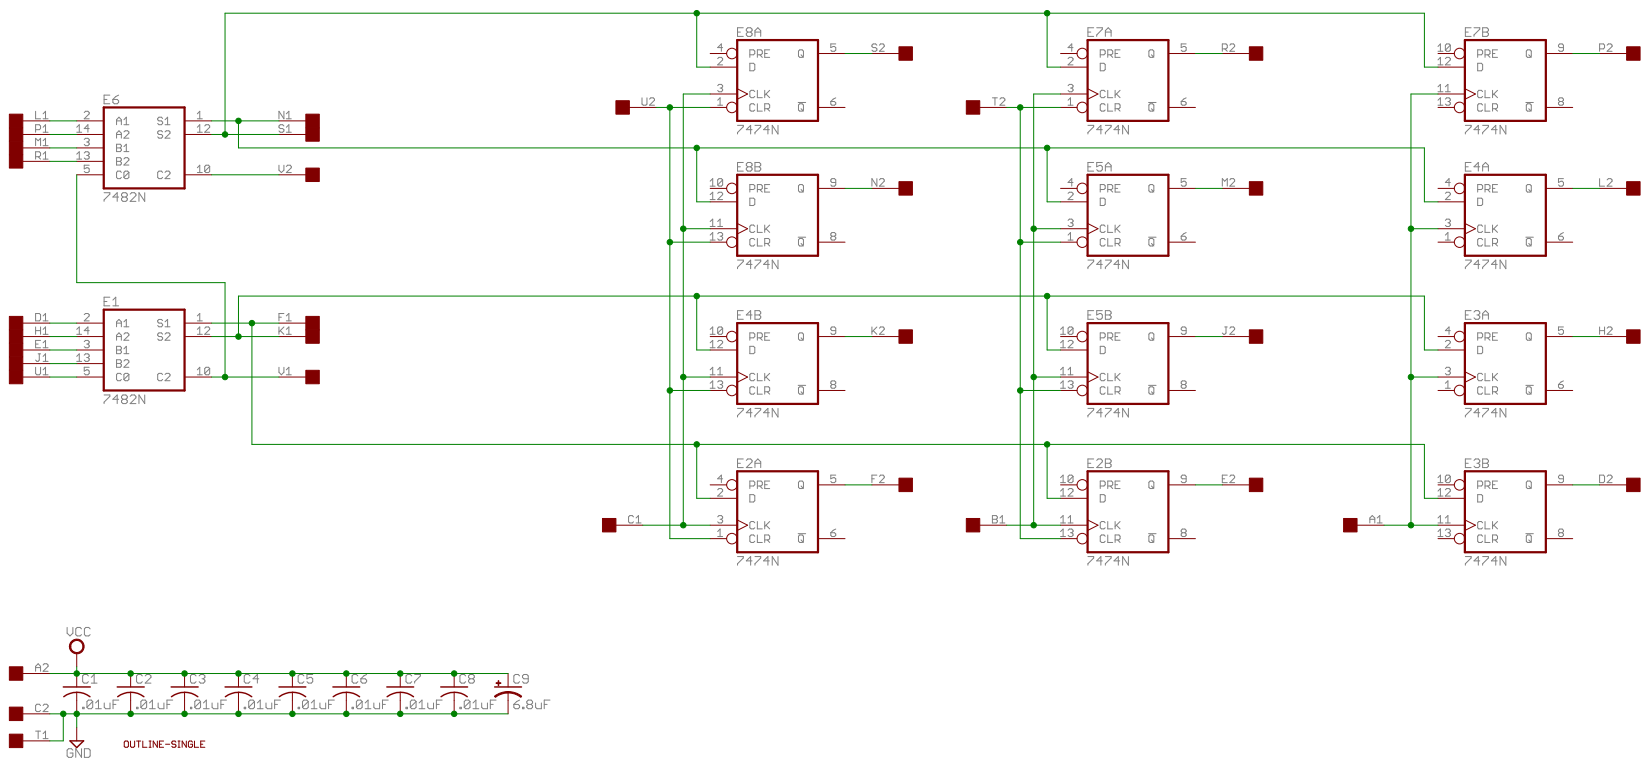 E6
L1 2 A1 S1 1 N1
P1 14 A2 S2 12 S1
M1 3 B1
R1 13 B2
5 C0 C2 10 V2
7482N
E1
D1 2 A1 S1 1 F1
H1 14 A2 S2 12 K1
E1 3 B1
J1 13 B2
U1 5 C0 C2 10 V1
7482N
E8A
4 PRE Q 5 S2
2 D
3 CLK
U2 1 CLR Q 6
7474N
E7A
4 PRE Q 5 R2
2 D
3 CLK
T2 1 CLR Q 6
7474N
E7B
10 PRE Q 9 P2
12 D
11 CLK
13 CLR Q 8
7474N
E8B
10 PRE Q 9 N2
12 D
11 CLK
13 CLR Q 8
7474N
E5A
4 PRE Q 5 M2
2 D
3 CLK
1 CLR Q 6
7474N
E4A
4 PRE Q 5 L2
2 D
3 CLK
1 CLR Q 6
7474N
E4B
10 PRE Q 9 K2
12 D
11 CLK
13 CLR Q 8
7474N
E5B
10 PRE Q 9 J2
12 D
11 CLK
13 CLR Q 8
7474N
E3A
4 PRE Q 5 H2
2 D
3 CLK
1 CLR Q 6
7474N
E2A
4 PRE Q 5 F2
2 D
C1 3 CLK
1 CLR Q 6
7474N
E2B
10 PRE Q 9 E2
12 D
B1 11 CLK
13 CLR Q 8
7474N
E3B
10 PRE Q 9 D2
12 D
A1 11 CLK
13 CLR Q 8
7474N
VCC
A2 C1 C2 C3 C4 C5 C6 C7 C8 + C9
.01uF .01uF .01uF .01uF .01uF .01uF .01uF .01uF 6.8uF
C2
T1
GND
OUTLINE-SINGLE